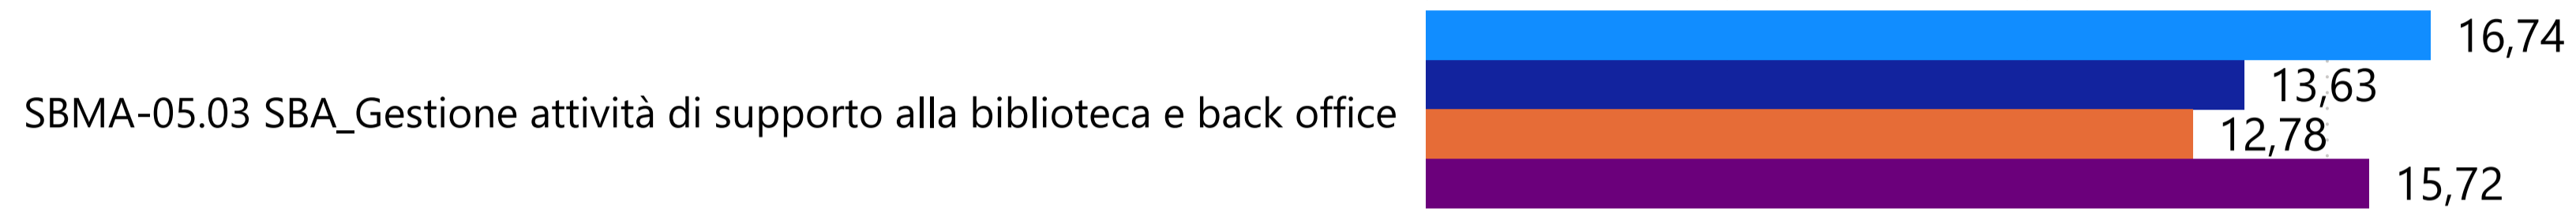 16,74
13,63
SBMA-05.03 SBA_Gestione attività di supporto alla biblioteca e back office
12,78
15,72